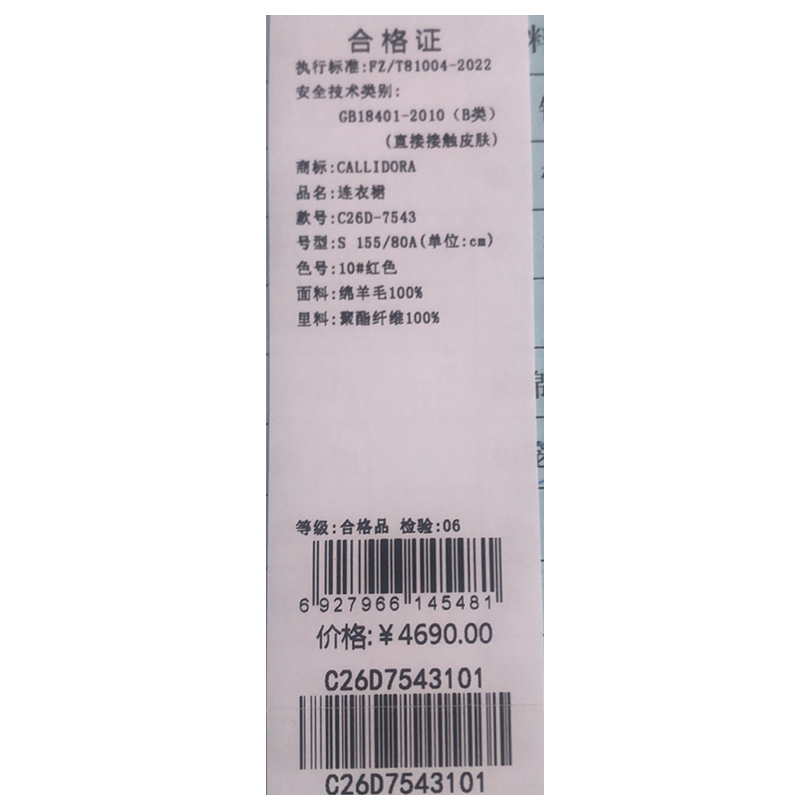 合格证
执行标准:FZ/T81004-2022
安全技术类别:
GB18401-2010（B类）
(直接接触皮肤)
商标:CALLIDORA
品名:连衣裙
款号:C26D-7543
号型:S 155/80A(单位:cm)
色号:10#红色
面料:绵羊毛100%
里料:聚酯纤维100%
等级:合格品 检验:06
6 927966 145481
价格:¥4690.00
C26D7543101
C26D7543101
料